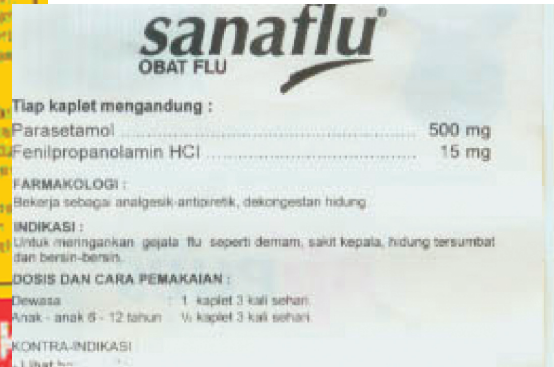 sanaflu®
OBAT FLU
Tiap kaplet mengandung :
Parasetamol ........................................ 500 mg
Fenilpropanolamin HCl ........................................ 15 mg
FARMAKOLOGI :
Bekerja sebagai analgesik-antipiretik, dekongestan hidung
INDIKASI :
Untuk meringankan gejala flu seperti demam, sakit kepala, hidung tersumbat
dan bersin-bersin.
DOSIS DAN CARA PEMAKAIAN :
Dewasa : 1 kaplet 3 kali sehari.
Anak - anak 6 - 12 tahun : ½ kaplet 3 kali sehari.
KONTRA-INDIKASI
- Lihat